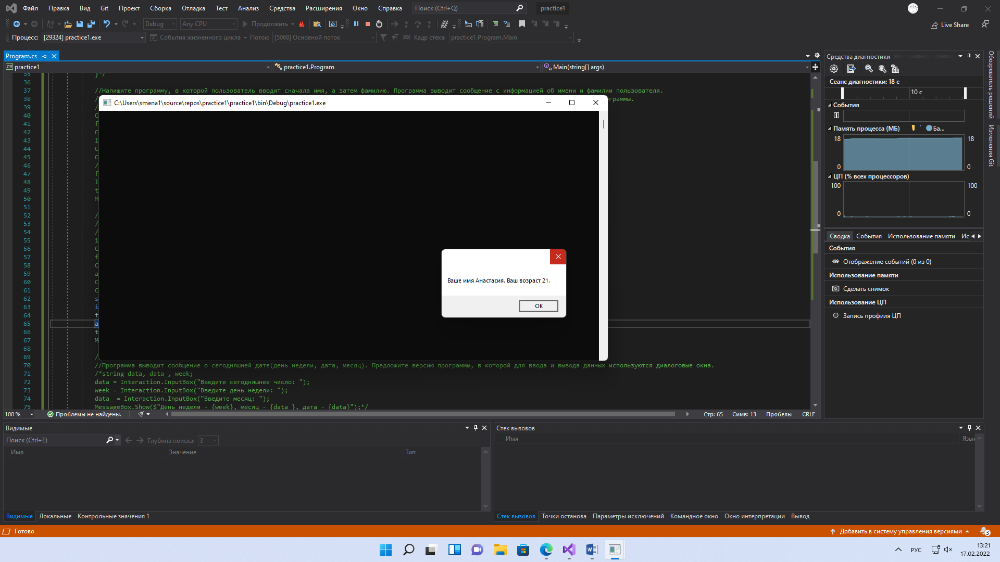 Файл Правка Вид Git Проект Сборка Отладка Тест Анализ Средства Расширения Окно Справка Поиск (Ctrl+Q) practice1
Debug Any CPU Продолжить Live Share
Процесс: [29324] practice1.exe События жизненного цикла Поток: [5068] Основной поток Кадр стека: practice1.Program.Main
Program.cs
C# practice1 practice1.Program Main(string[] args)
35 }*/
36
37 //Напишите программу, в которой пользователь вводит сначала имя, а затем фамилию. Программа выводит сообщение с информацией об имени и фамилии пользователя.
38 / граммы.
39 /
40 C
41 f
42 C
43 l
44 C
45 C
46 /
47 f
48 l
49 t
50 M
51
52 /
53 /
54 /
55 i
56 C
57 f
58 C
59 a
60 C
61 C
62 s
63 i
64 f
65 a
66 t
67 M
68
69 /
70 //Программа выводит сообщение о сегодняшней дате(день недели, дата, месяц). Предложите версию программы, в которой для ввода и вывода данных используются диалоговые окна.
71 /*string data, data_, week;
72 data = Interaction.InputBox("Введите сегодняшнее число: ");
73 week = Interaction.InputBox("Введите день недели: ");
74 data_ = Interaction.InputBox("Введите месяц: ");
75 MessageBox.Show($"День недели - {week}, месяц - {data_}, дата - {data}");*/
C:\Users\smena1\source\repos\practice1\practice1\bin\Debug\practice1.exe
Ваше имя Анастасия. Ваш возраст 21.
ОК
100 % Проблемы не найдены. Стр: 65 Симв: 13 Пробелы CRLF
Средства диагностики
Сеанс диагностики: 18 с
10 с
События
Память процесса (МБ) Ба...
18 18
0 0
ЦП (% всех процессоров)
100 100
0 0
Сводка События Использование памяти Ис
События
Отображение событий (0 из 0)
Использование памяти
Сделать снимок
Использование ЦП
Запись профиля ЦП
Обозреватель решений
Изменения Git
Видимые
Поиск (Ctrl+E) Глубина поиска: 3
Имя Значение Тип
Видимые Локальные Контрольные значения 1
Стек вызовов
Имя Язык
Стек вызовов Точки останова Параметры исключений Командное окно Окно интерпретации Вывод
Готово Добавить в систему управления версиями 3
РУС 13:21
17.02.2022